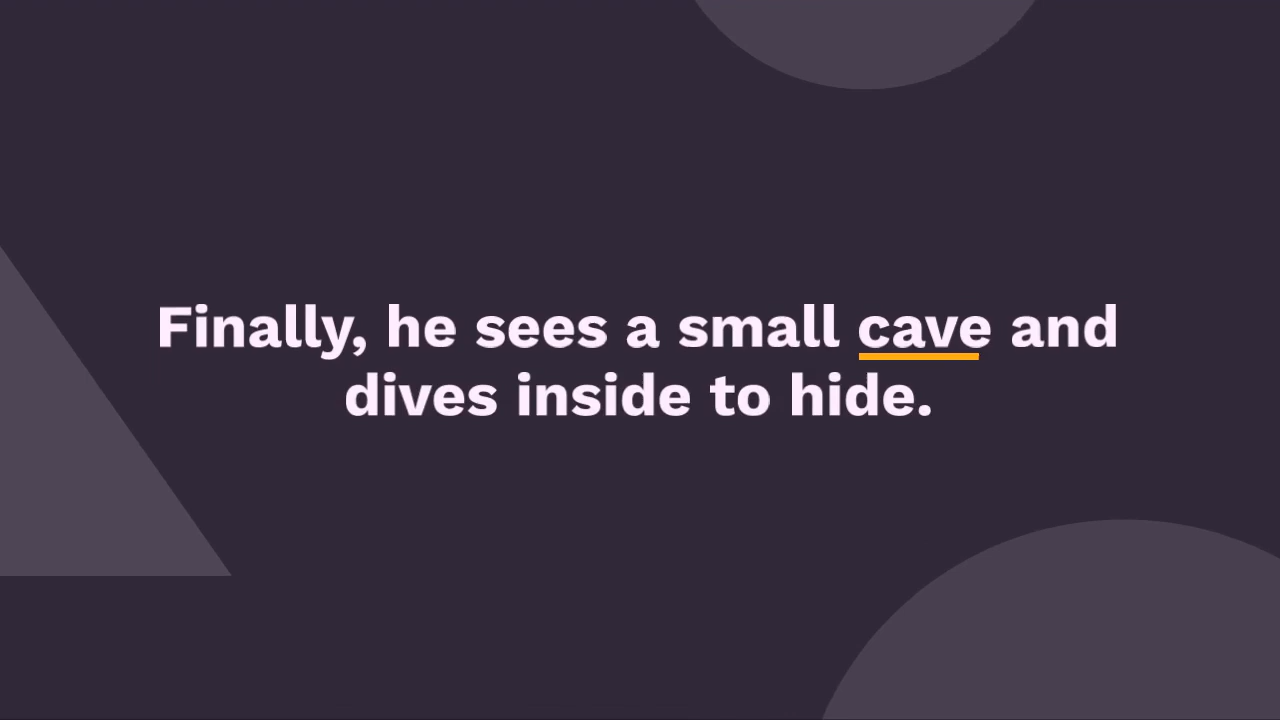 Finally, he sees a small cave and
dives inside to hide.